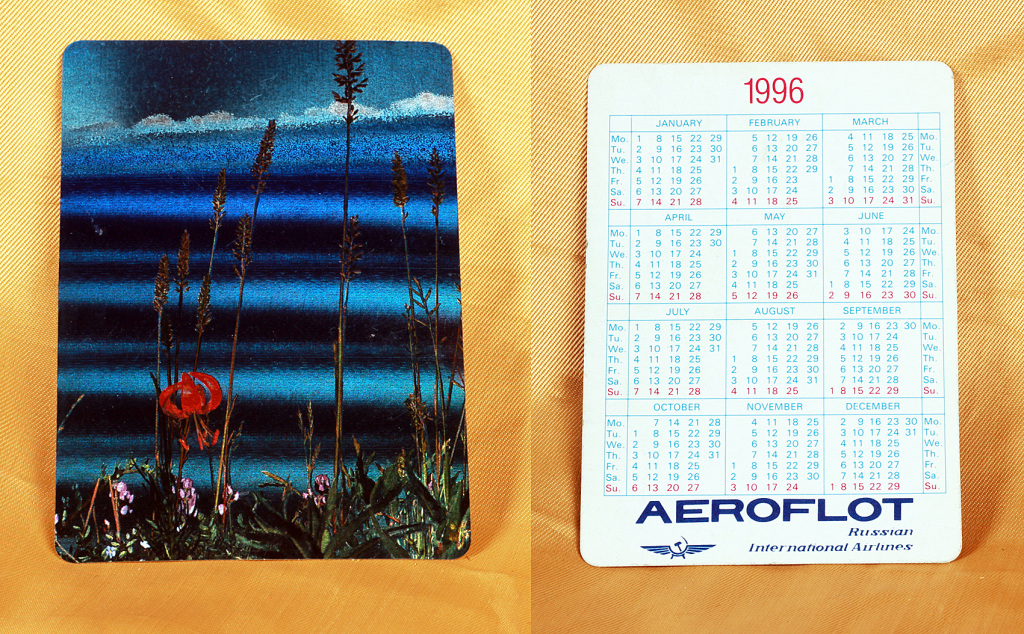 1996
JANUARY FEBRUARY MARCH
Mo. 1 8 15 22 29 5 12 19 26 4 11 18 25 Mo.
Tu. 2 9 16 23 30 6 13 20 27 5 12 19 26 Tu.
We. 3 10 17 24 31 7 14 21 28 6 13 20 27 We.
Th. 4 11 18 25 1 8 15 22 29 7 14 21 28 Th.
Fr. 5 12 19 26 2 9 16 23 1 8 15 22 29 Fr.
Sa. 6 13 20 27 3 10 17 24 2 9 16 23 30 Sa.
Su. 7 14 21 28 4 11 18 25 3 10 17 24 31 Su.
APRIL MAY JUNE
Mo. 1 8 15 22 29 6 13 20 27 3 10 17 24 Mo.
Tu. 2 9 16 23 30 7 14 21 28 4 11 18 25 Tu.
We. 3 10 17 24 1 8 15 22 29 5 12 19 26 We.
Th. 4 11 18 25 2 9 16 23 30 6 13 20 27 Th.
Fr. 5 12 19 26 3 10 17 24 31 7 14 21 28 Fr.
Sa. 6 13 20 27 4 11 18 25 1 8 15 22 29 Sa.
Su. 7 14 21 28 5 12 19 26 2 9 16 23 30 Su.
JULY AUGUST SEPTEMBER
Mo. 1 8 15 22 29 5 12 19 26 2 9 16 23 30 Mo.
Tu. 2 9 16 23 30 6 13 20 27 3 10 17 24 Tu.
We. 3 10 17 24 31 7 14 21 28 4 11 18 25 We.
Th. 4 11 18 25 1 8 15 22 29 5 12 19 26 Th.
Fr. 5 12 19 26 2 9 16 23 30 6 13 20 27 Fr.
Sa. 6 13 20 27 3 10 17 24 31 7 14 21 28 Sa.
Su. 7 14 21 28 4 11 18 25 1 8 15 22 29 Su.
OCTOBER NOVEMBER DECEMBER
Mo. 7 14 21 28 4 11 18 25 2 9 16 23 30 Mo.
Tu. 1 8 15 22 29 5 12 19 26 3 10 17 24 31 Tu.
We. 2 9 16 23 30 6 13 20 27 4 11 18 25 We.
Th. 3 10 17 24 31 7 14 21 28 5 12 19 26 Th.
Fr. 4 11 18 25 1 8 15 22 29 6 13 20 27 Fr.
Sa. 5 12 19 26 2 9 16 23 30 7 14 21 28 Sa.
Su. 6 13 20 27 3 10 17 24 1 8 15 22 29 Su.
AEROFLOT
Russian
International Airlines